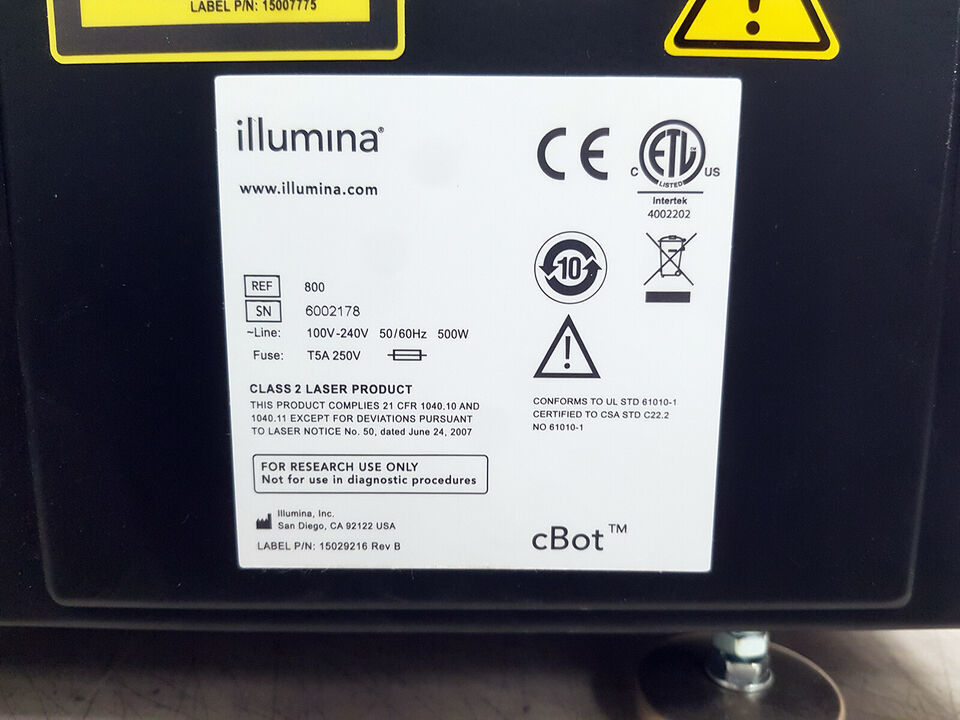 LABEL P/N: 15007775
illumina®
www.illumina.com
CE
ETL™
C US
LISTED
Intertek
4002202
10
REF 800
SN 6002178
~Line: 100V-240V 50/60Hz 500W
Fuse: T5A 250V
CLASS 2 LASER PRODUCT
THIS PRODUCT COMPLIES 21 CFR 1040.10 AND
1040.11 EXCEPT FOR DEVIATIONS PURSUANT
TO LASER NOTICE No. 50, dated June 24, 2007
CONFORMS TO UL STD 61010-1
CERTIFIED TO CSA STD C22.2
NO 61010-1
FOR RESEARCH USE ONLY
Not for use in diagnostic procedures
Illumina, Inc.
San Diego, CA 92122 USA
LABEL P/N: 15029216 Rev B
cBot™